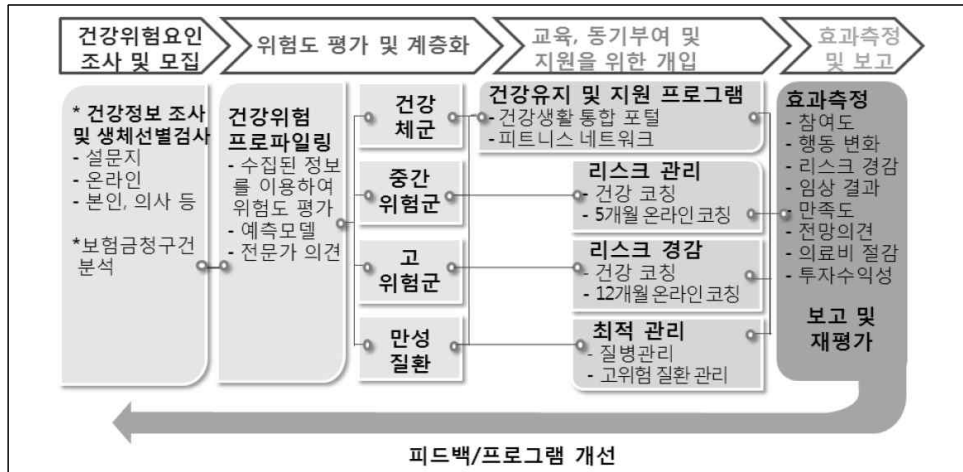 건강위험요인
조사 및 모집
위험도 평가 및 계층화
교육, 동기부여 및
지원을 위한 개입
효과측정
및 보고
* 건강정보 조사
및 생체선별검사
- 설문지
- 온라인
- 본인, 의사 등
*보험금청구건
분석
건강위험
프로파일링
- 수집된 정보
를 이용하여
위험도 평가
- 예측모델
- 전문가 의견
건강
체군
중간
위험군
고
위험군
만성
질환
건강유지 및 지원 프로그램
- 건강생활 통합 포털
- 피트니스 네트워크
리스크 관리
- 건강 코칭
- 5개월 온라인 코칭
리스크 경감
- 건강 코칭
- 12개월 온라인 코칭
최적 관리
- 질병관리
- 고위험 질환 관리
효과측정
- 참여도
- 행동 변화
- 리스크 경감
- 임상 결과
- 만족도
- 전망의견
- 의료비 절감
- 투자수익성
보고 및
재평가
피드백/프로그램 개선